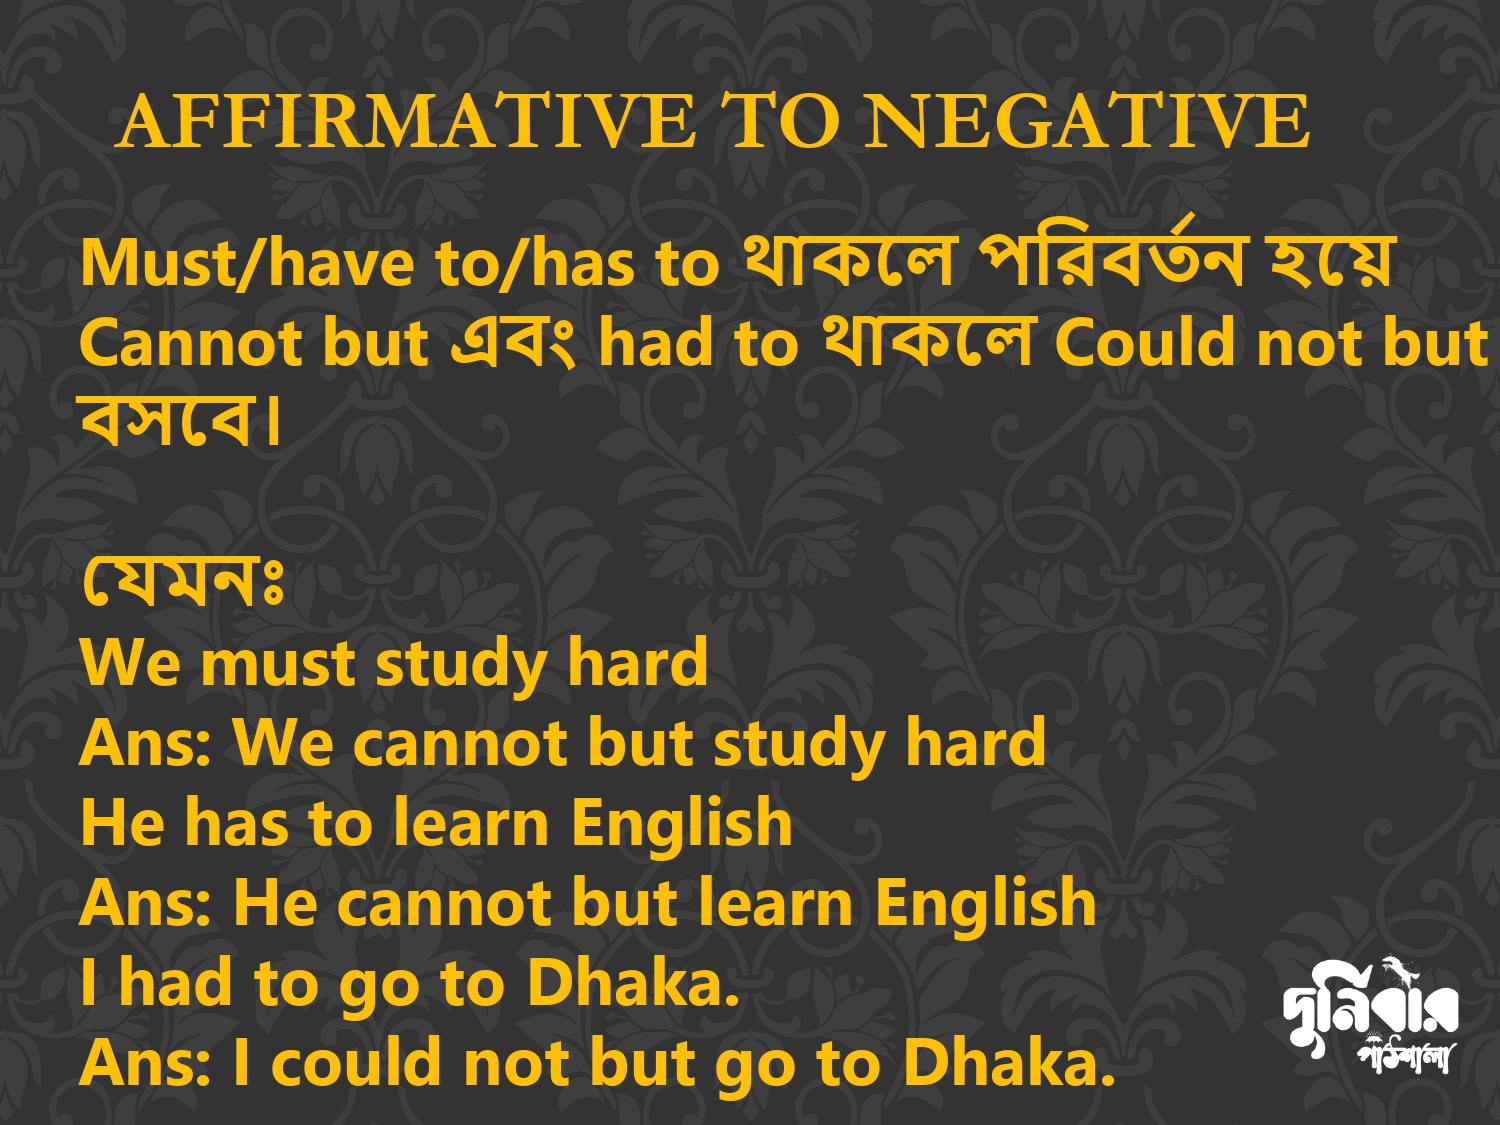 AFFIRMATIVE TO NEGATIVE
Must/have to/has to থাকলে পরিবর্তন হয়ে
Cannot but এবং had to থাকলে Could not but
বসবে।
যেমনঃ
We must study hard
Ans: We cannot but study hard
He has to learn English
Ans: He cannot but learn English
I had to go to Dhaka.
Ans: I could not but go to Dhaka.
দুর্নিবার
পাঠশালা